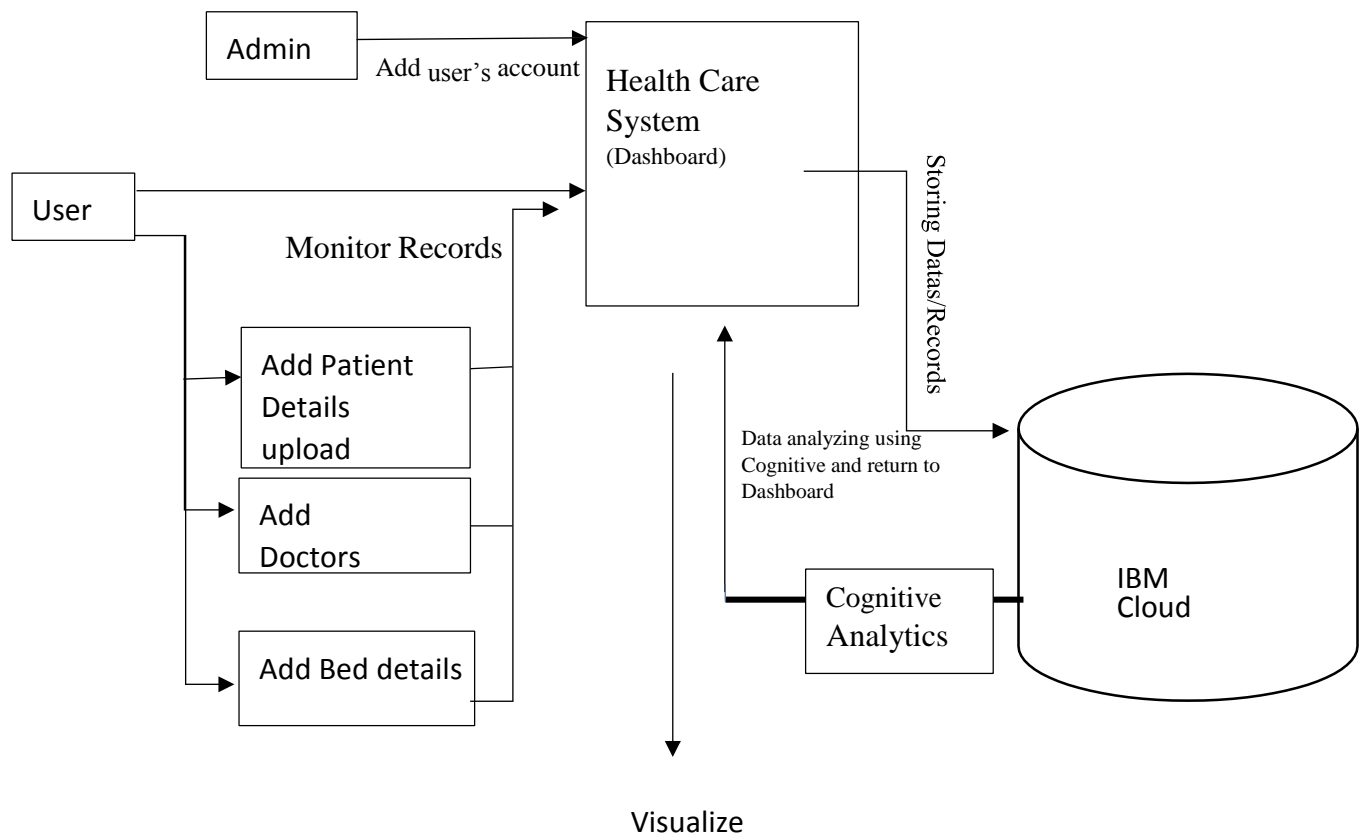 Admin
Add user's account
Health Care
System
(Dashboard)
Storing Datas/Records
User
Monitor Records
Add Patient
Details
upload
Data analyzing using
Cognitive and return to
Dashboard
Add
Doctors
Cognitive
Analytics
IBM
Cloud
Add Bed details
Visualize